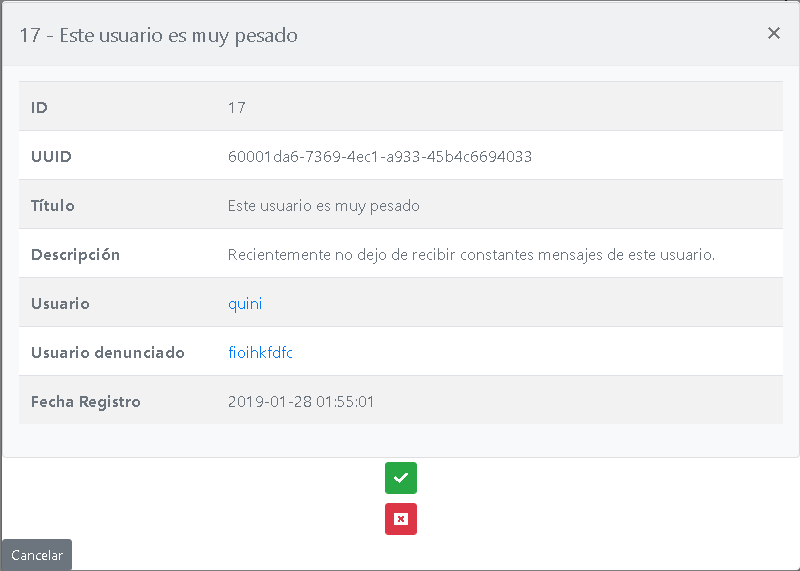 17 - Este usuario es muy pesado
ID 17
UUID 60001da6-7369-4ec1-a933-45b4c6694033
Título Este usuario es muy pesado
Descripción Recientemente no dejo de recibir constantes mensajes de este usuario.
Usuario quini
Usuario denunciado fioihkfdfc
Fecha Registro 2019-01-28 01:55:01
Cancelar